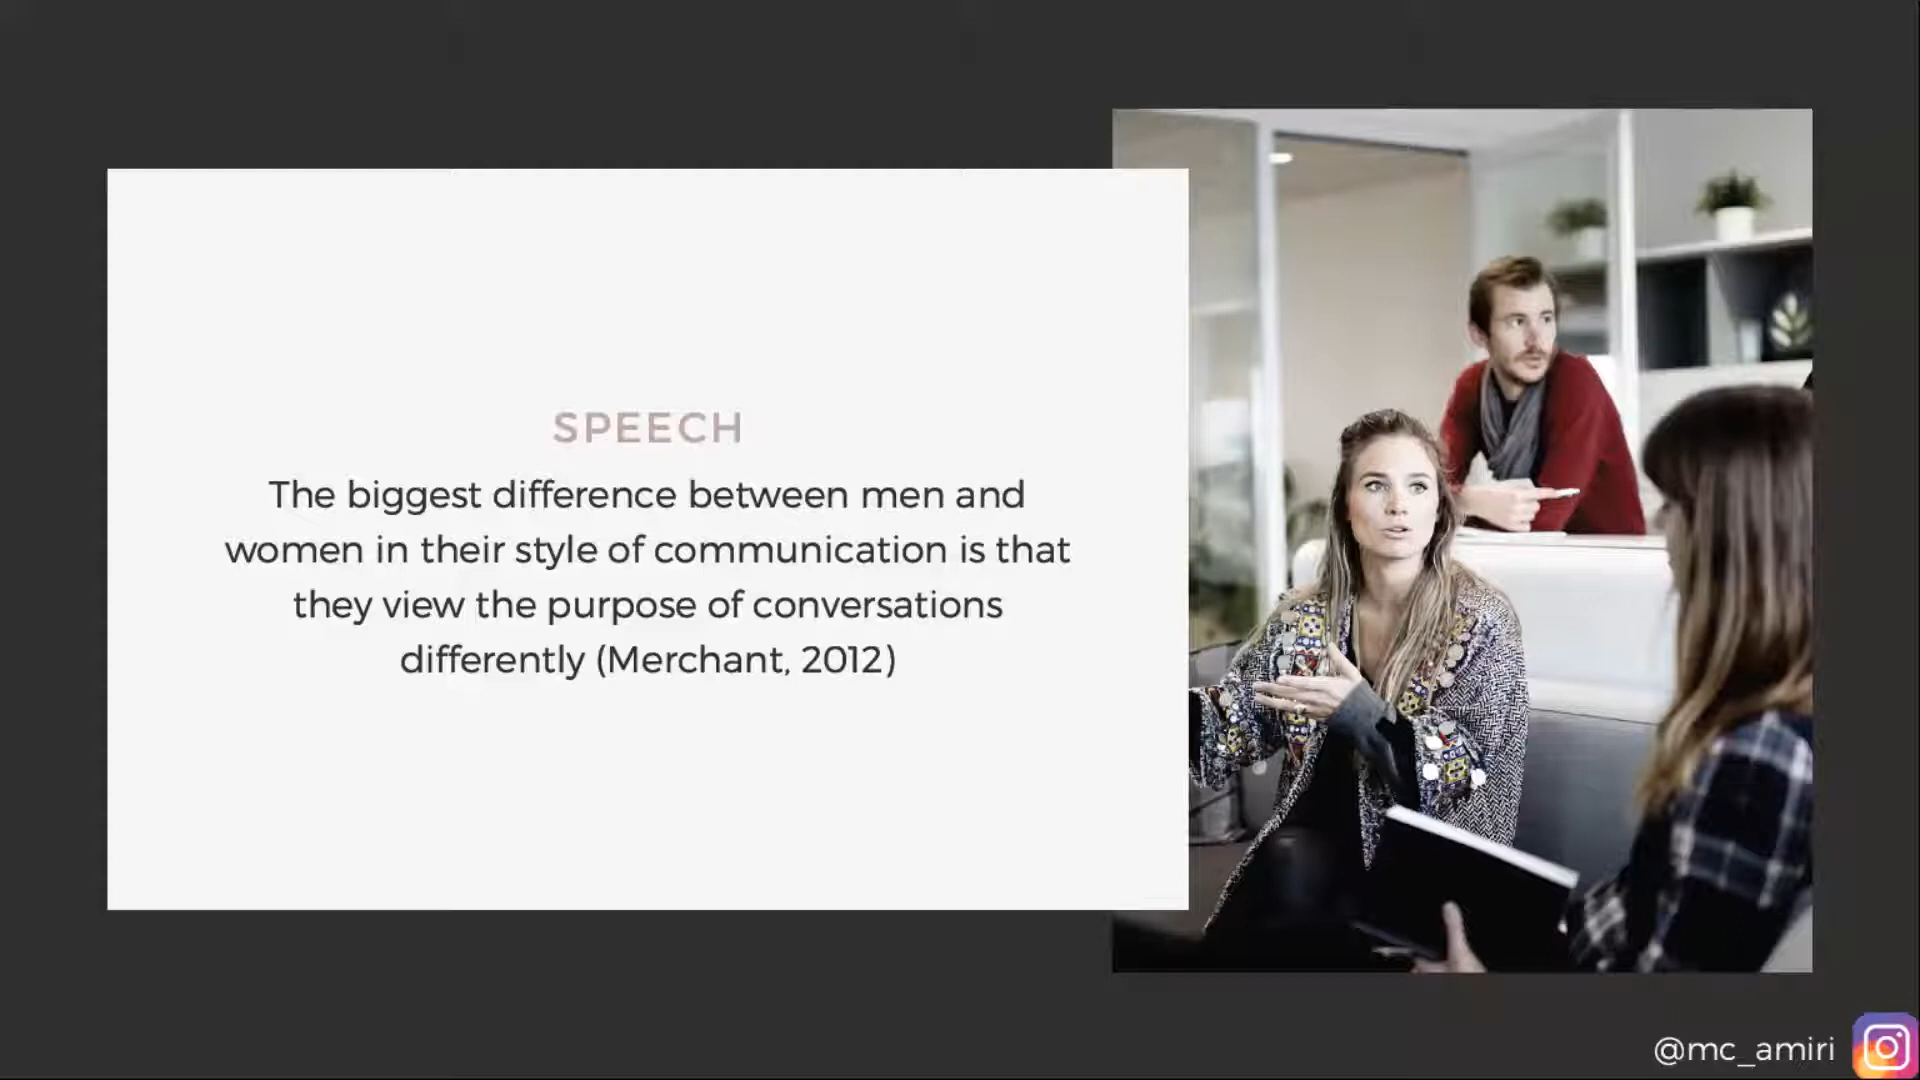 SPEECH
The biggest difference between men and
women in their style of communication is that
they view the purpose of conversations
differently (Merchant, 2012)
@mc_amiri